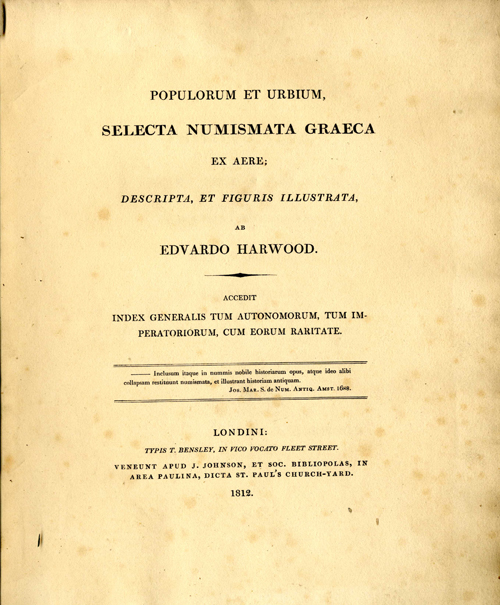 POPULORUM ET URBIUM,
SELECTA NUMISMATA GRAECA
EX AERE;
DESCRIPTA, ET FIGURIS ILLUSTRATA,
AB
EDVARDO HARWOOD.
ACCEDIT
INDEX GENERALIS TUM AUTONOMORUM, TUM IM-
PERATORIORUM, CUM EORUM RARITATE.
—— Inclusum itaque in nummis nobile historiarum opus, atque ideo alibi
collapsam restituunt numismata, et illustrant historiam antiquam.
Jos. Mar. S. de Num. Antiq. Amst. 1688.
LONDINI:
TYPIS T. BENSLEY, IN VICO VOCATO FLEET STREET.
VENEUNT APUD J. JOHNSON, ET SOC. BIBLIOPOLAS, IN
AREA PAULINA, DICTA ST. PAUL'S CHURCH-YARD.
1812.